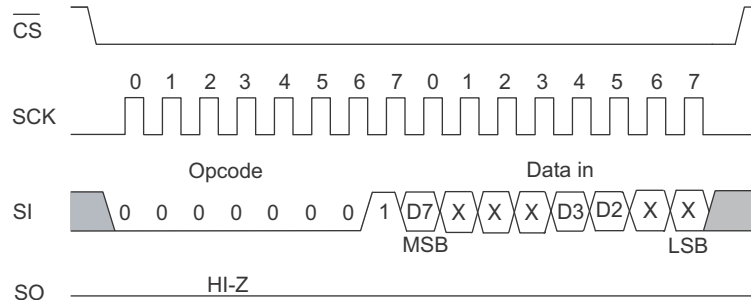 CS
0 1 2 3 4 5 6 7 0 1 2 3 4 5 6 7
SCK
Opcode Data in
SI 0 0 0 0 0 0 0 1 D7 X X X D3 D2 X X
MSB LSB
HI-Z
SO